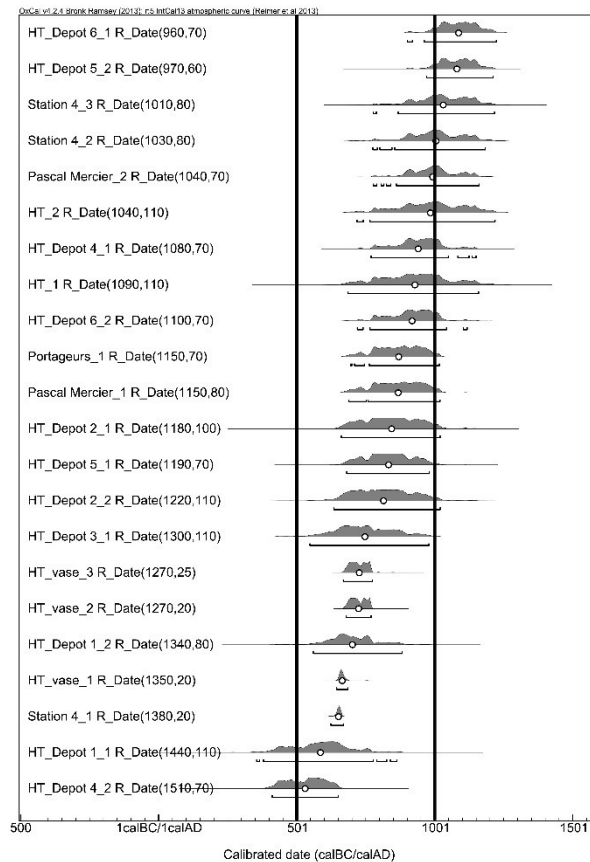 OxCal v4.2.4 Bronk Ramsey (2013); r:5 IntCal13 atmospheric curve (Reimer et al 2013)
HT_Depot 6_1 R_Date(960,70)
HT_Depot 5_2 R_Date(970,60)
Station 4_3 R_Date(1010,80)
Station 4_2 R_Date(1030,80)
Pascal Mercier_2 R_Date(1040,70)
HT_2 R_Date(1040,110)
HT_Depot 4_1 R_Date(1080,70)
HT_1 R_Date(1090,110)
HT_Depot 6_2 R_Date(1100,70)
Portageurs_1 R_Date(1150,70)
Pascal Mercier_1 R_Date(1150,80)
HT_Depot 2_1 R_Date(1180,100)
HT_Depot 5_1 R_Date(1190,70)
HT_Depot 2_2 R_Date(1220,110)
HT_Depot 3_1 R_Date(1300,110)
HT_vase_3 R_Date(1270,25)
HT_vase_2 R_Date(1270,20)
HT_Depot 1_2 R_Date(1340,80)
HT_vase_1 R_Date(1350,20)
Station 4_1 R_Date(1380,20)
HT_Depot 1_1 R_Date(1440,110)
HT_Depot 4_2 R_Date(1510,70)
500 1calBC/1calAD 501 1001 1501
Calibrated date (calBC/calAD)